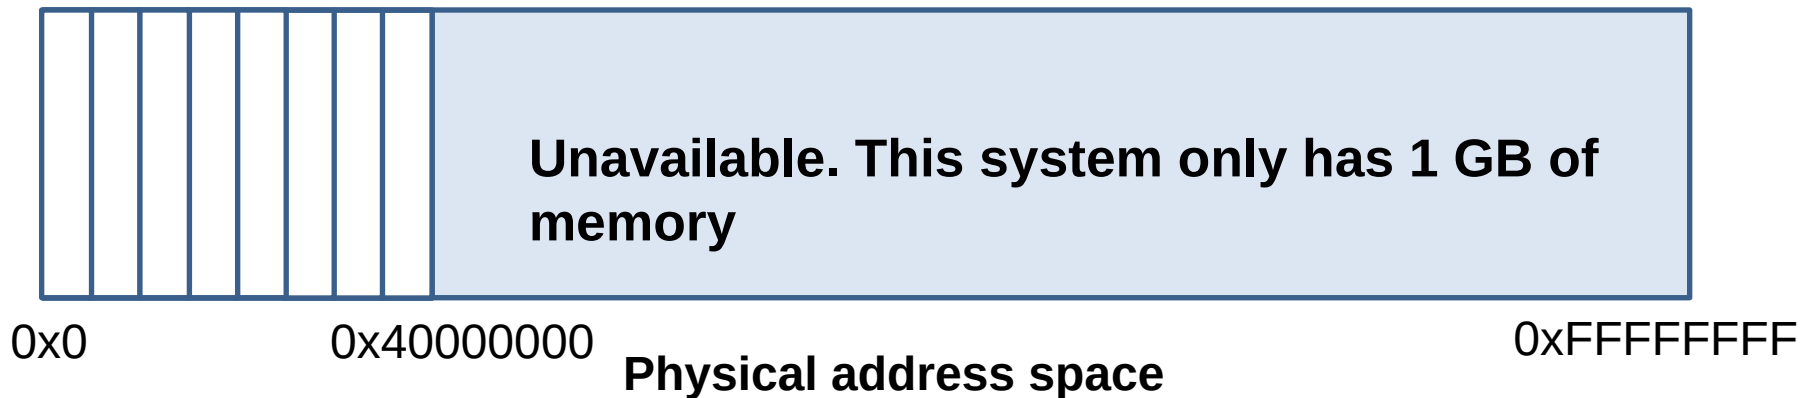 Unavailable. This system only has 1 GB of
memory
0x0
0x40000000
0xFFFFFFFF
Physical address space